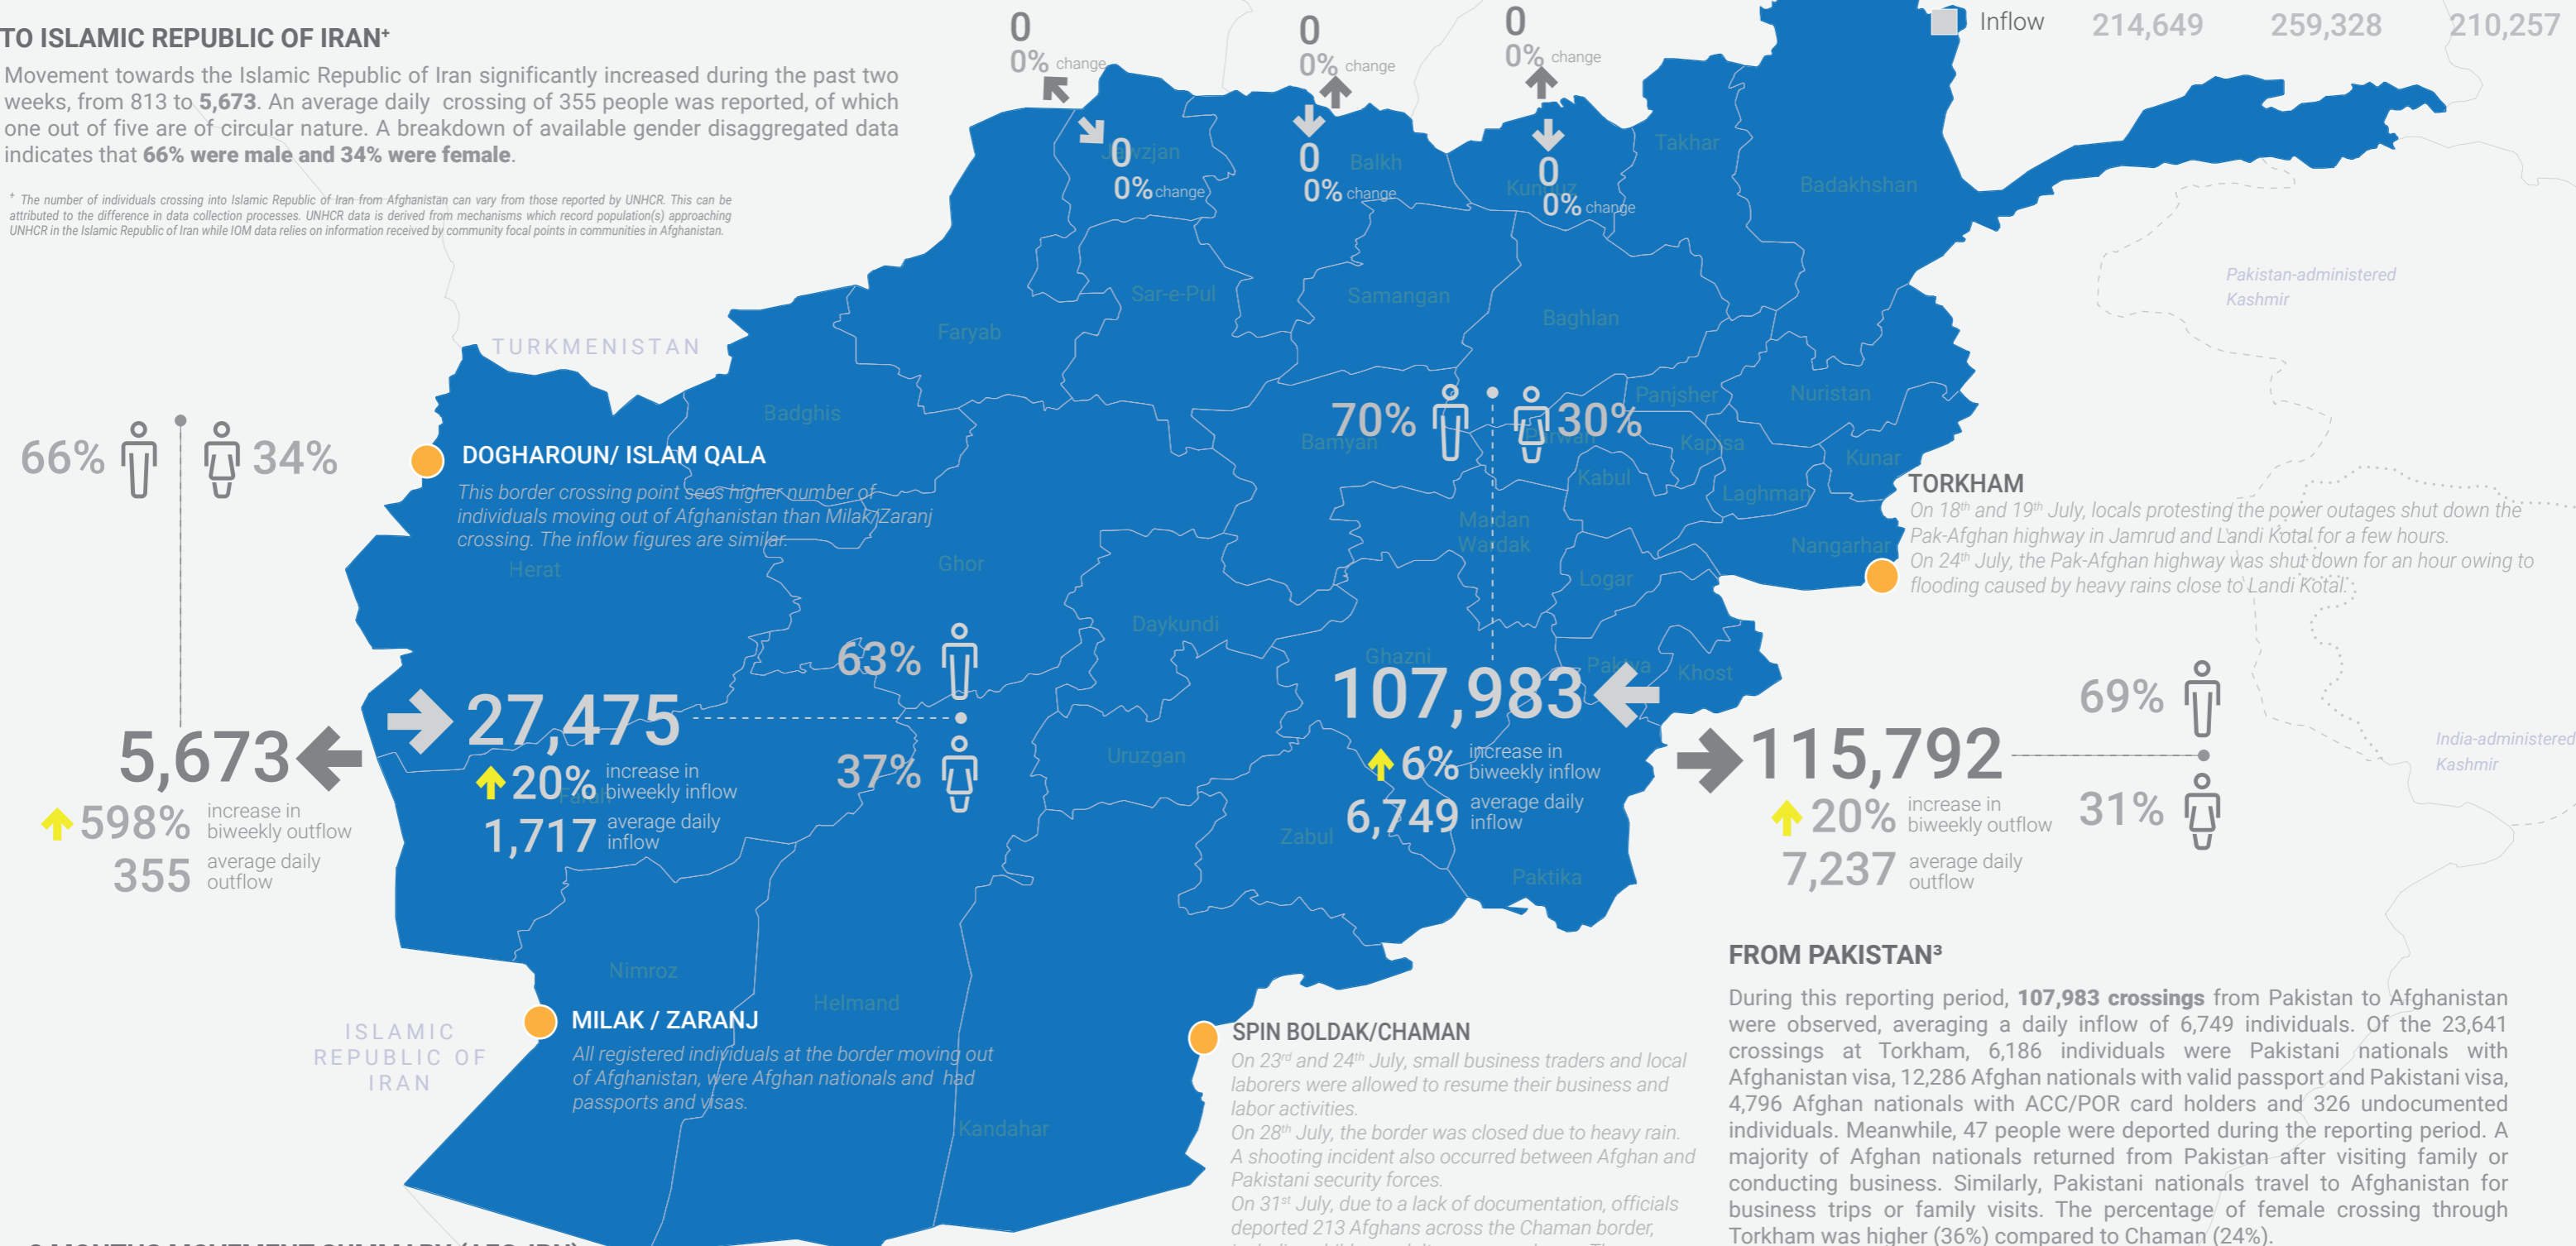 TO ISLAMIC REPUBLIC OF IRAN+
Movement towards the Islamic Republic of Iran significantly increased during the past two
weeks, from 813 to 5,673. An average daily crossing of 355 people was reported, of which
one out of five are of circular nature. A breakdown of available gender disaggregated data
indicates that 66% were male and 34% were female.
+ The number of individuals crossing into Islamic Republic of Iran from Afghanistan can vary from those reported by UNHCR. This can be
attributed to the difference in data collection processes. UNHCR data is derived from mechanisms which record population(s) approaching
UNHCR in the Islamic Republic of Iran while IOM data relies on information received by community focal points in communities in Afghanistan.
0
0% change
0
0% change
0
0% change
Inflow 214,649 259,328 210,257
0
0% change
0
0% change
0
0% change
Jawzjan
Balkh
Kunduz
Takhar
Badakhshan
Pakistan-administered
Kashmir
Sar-e-Pul
Samangan
Baghlan
Faryab
TURKMENISTAN
Badghis
Panjsher
Nuristan
66% 34%
70% 30%
Bamyan
Parwan
Kapisa
Kunar
Kabul
Laghman
DOGHAROUN/ ISLAM QALA
This border crossing point sees higher number of
individuals moving out of Afghanistan than Milak/Zaranj
crossing. The inflow figures are similar.
Herat
Ghor
Maidan
Wardak
Nangarhar
Logar
TORKHAM
On 18th and 19th July, locals protesting the power outages shut down the
Pak-Afghan highway in Jamrud and Landi Kotal for a few hours.
On 24th July, the Pak-Afghan highway was shut down for an hour owing to
flooding caused by heavy rains close to Landi Kotal.
Daykundi
Ghazni
Paktya
Khost
5,673
598% increase in
biweekly outflow
355 average daily
outflow
27,475
20% increase in
biweekly inflow
1,717 average daily
inflow
Farah
63%
37%
Uruzgan
Zabul
107,983
6% increase in
biweekly inflow
6,749 average daily
inflow
Paktika
115,792
20% increase in
biweekly outflow
7,237 average daily
outflow
69%
31%
India-administered
Kashmir
Nimroz
Helmand
Kandahar
ISLAMIC
REPUBLIC OF
IRAN
MILAK / ZARANJ
All registered individuals at the border moving out
of Afghanistan, were Afghan nationals and had
passports and visas.
SPIN BOLDAK/CHAMAN
On 23rd and 24th July, small business traders and local
laborers were allowed to resume their business and
labor activities.
On 28th July, the border was closed due to heavy rain.
A shooting incident also occurred between Afghan and
Pakistani security forces.
On 31st July, due to a lack of documentation, officials
deported 213 Afghans across the Chaman border,
FROM PAKISTAN³
During this reporting period, 107,983 crossings from Pakistan to Afghanistan
were observed, averaging a daily inflow of 6,749 individuals. Of the 23,641
crossings at Torkham, 6,186 individuals were Pakistani nationals with
Afghanistan visa, 12,286 Afghan nationals with valid passport and Pakistani visa,
4,796 Afghan nationals with ACC/POR card holders and 326 undocumented
individuals. Meanwhile, 47 people were deported during the reporting period. A
majority of Afghan nationals returned from Pakistan after visiting family or
conducting business. Similarly, Pakistani nationals travel to Afghanistan for
business trips or family visits. The percentage of female crossing through
Torkham was higher (36%) compared to Chaman (24%).
MONTHS MOVEMENT SUMMARY